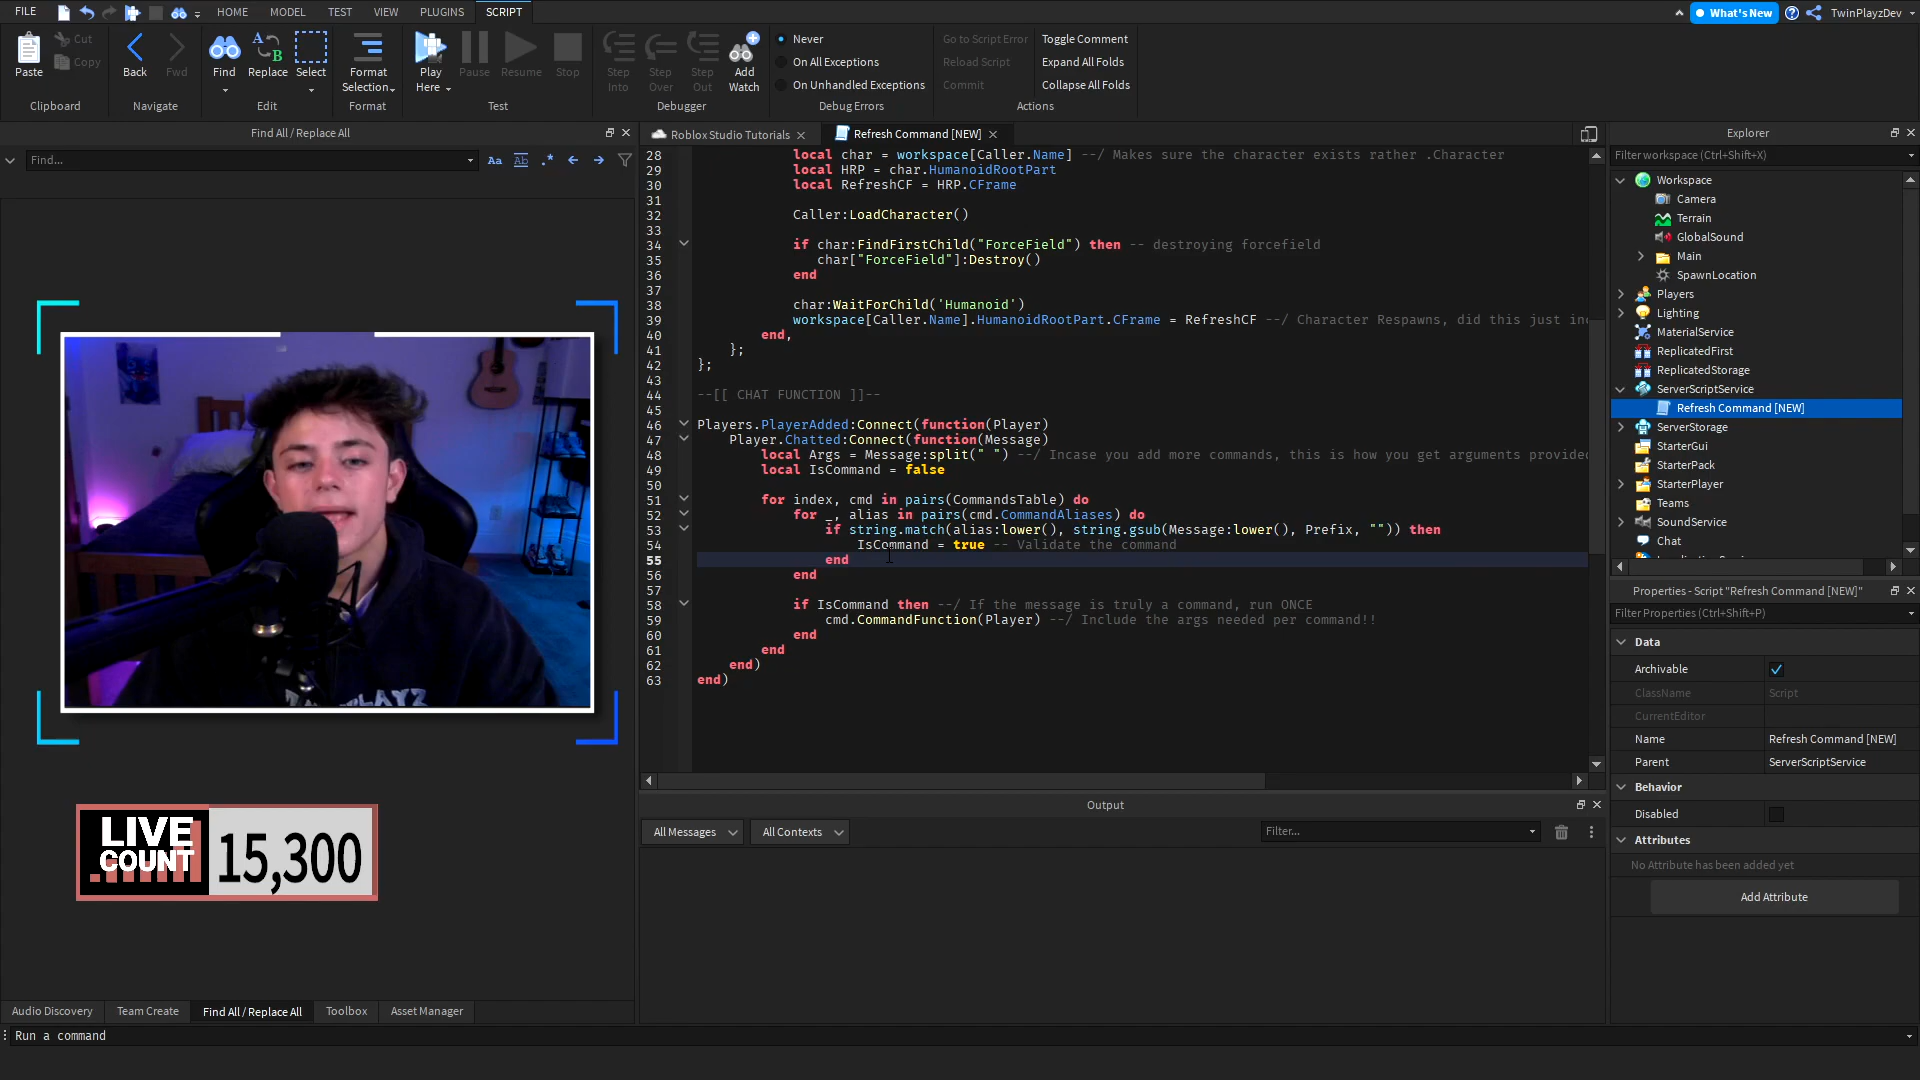 FILE HOME MODEL TEST VIEW PLUGINS SCRIPT What's New TwinPlayzDev
Paste Cut Copy Clipboard
Back Fwd Navigate
Find Replace Select Edit
Format Selection Format
Play Here Pause Resume Stop Test
Step Into Step Over Step Out Add Watch Debugger
Never
On All Exceptions
On Unhandled Exceptions
Debug Errors
Go to Script Error Toggle Comment
Reload Script Expand All Folds
Commit Collapse All Folds
Actions
Find All / Replace All
Find... Aa Ab .*
Roblox Studio Tutorials Refresh Command [NEW]
28 local char = workspace[Caller.Name] --/ Makes sure the character exists rather .Character
29 local HRP = char.HumanoidRootPart
30 local RefreshCF = HRP.CFrame
31
32 Caller:LoadCharacter()
33
34 if char:FindFirstChild("ForceField") then -- destroying forcefield
35 char["ForceField"]:Destroy()
36 end
37
38 char:WaitForChild('Humanoid')
39 workspace[Caller.Name].HumanoidRootPart.CFrame = RefreshCF --/ Character Respawns, did this just in
40 end,
41 };
42 };
43
44 --[[ CHAT FUNCTION ]]--
45
46 Players.PlayerAdded:Connect(function(Player)
47 Player.Chatted:Connect(function(Message)
48 local Args = Message:split(" ") --/ Incase you add more commands, this is how you get arguments provide
49 local IsCommand = false
50
51 for index, cmd in pairs(CommandsTable) do
52 for _, alias in pairs(cmd.CommandAliases) do
53 if string.match(alias:lower(), string.gsub(Message:lower(), Prefix, "")) then
54 IsCommand = true -- Validate the command
55 end
56 end
57
58 if IsCommand then --/ If the message is truly a command, run ONCE
59 cmd.CommandFunction(Player) --/ Include the args needed per command!!
60 end
61 end
62 end)
63 end)
Output
All Messages All Contexts Filter...
Explorer
Filter workspace (Ctrl+Shift+X)
Workspace
Camera
Terrain
GlobalSound
Main
SpawnLocation
Players
Lighting
MaterialService
ReplicatedFirst
ReplicatedStorage
ServerScriptService
Refresh Command [NEW]
ServerStorage
StarterGui
StarterPack
StarterPlayer
Teams
SoundService
Chat
Properties - Script "Refresh Command [NEW]"
Filter Properties (Ctrl+Shift+P)
Data
Archivable
ClassName Script
CurrentEditor
Name Refresh Command [NEW]
Parent ServerScriptService
Behavior
Disabled
Attributes
No Attribute has been added yet
Add Attribute
LIVE
COUNT
15,300
Audio Discovery Team Create Find All / Replace All Toolbox Asset Manager
Run a command